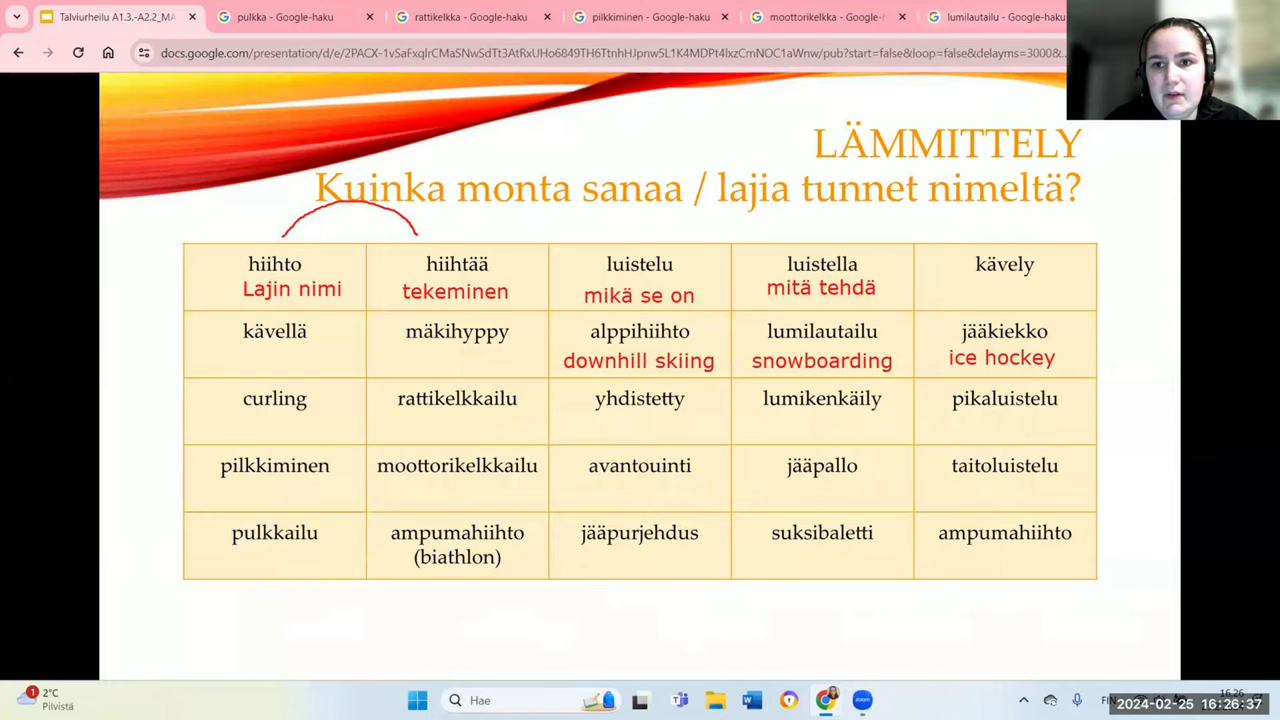 Talviurheilu A1.3.-A2.2_MA
pulkka - Google-haku
rattikelkka - Google-haku
pilkkiminen - Google-haku
moottorikelkka - Google-h
lumilautailu - Google-haku
docs.google.com/presentation/d/e/2PACX-1vSaFxqlrCMaSNwSdTt3AtRxUHo6849TH6TtnhHJpnw5L1K4MDPt4lxzCmNOC1aWnw/pub?start=false&loop=false&delayms=3000&
LÄMMITTELY
Kuinka monta sanaa / lajia tunnet nimeltä?
hiihto hiihtää luistelu luistella kävely
Lajin nimi tekeminen mikä se on mitä tehdä
kävellä mäkihyppy alppihiihto lumilautailu jääkiekko
downhill skiing snowboarding ice hockey
curling rattikelkkailu yhdistetty lumikenkäily pikaluistelu
pilkkiminen moottorikelkkailu avantouinti jääpallo taitoluistelu
pulkkailu ampumahiihto jääpurjehdus suksibaletti ampumahiihto
(biathlon)
1
2°C
Pilvistä
Hae
FIN
16.26
2024-02-25 16:26:37